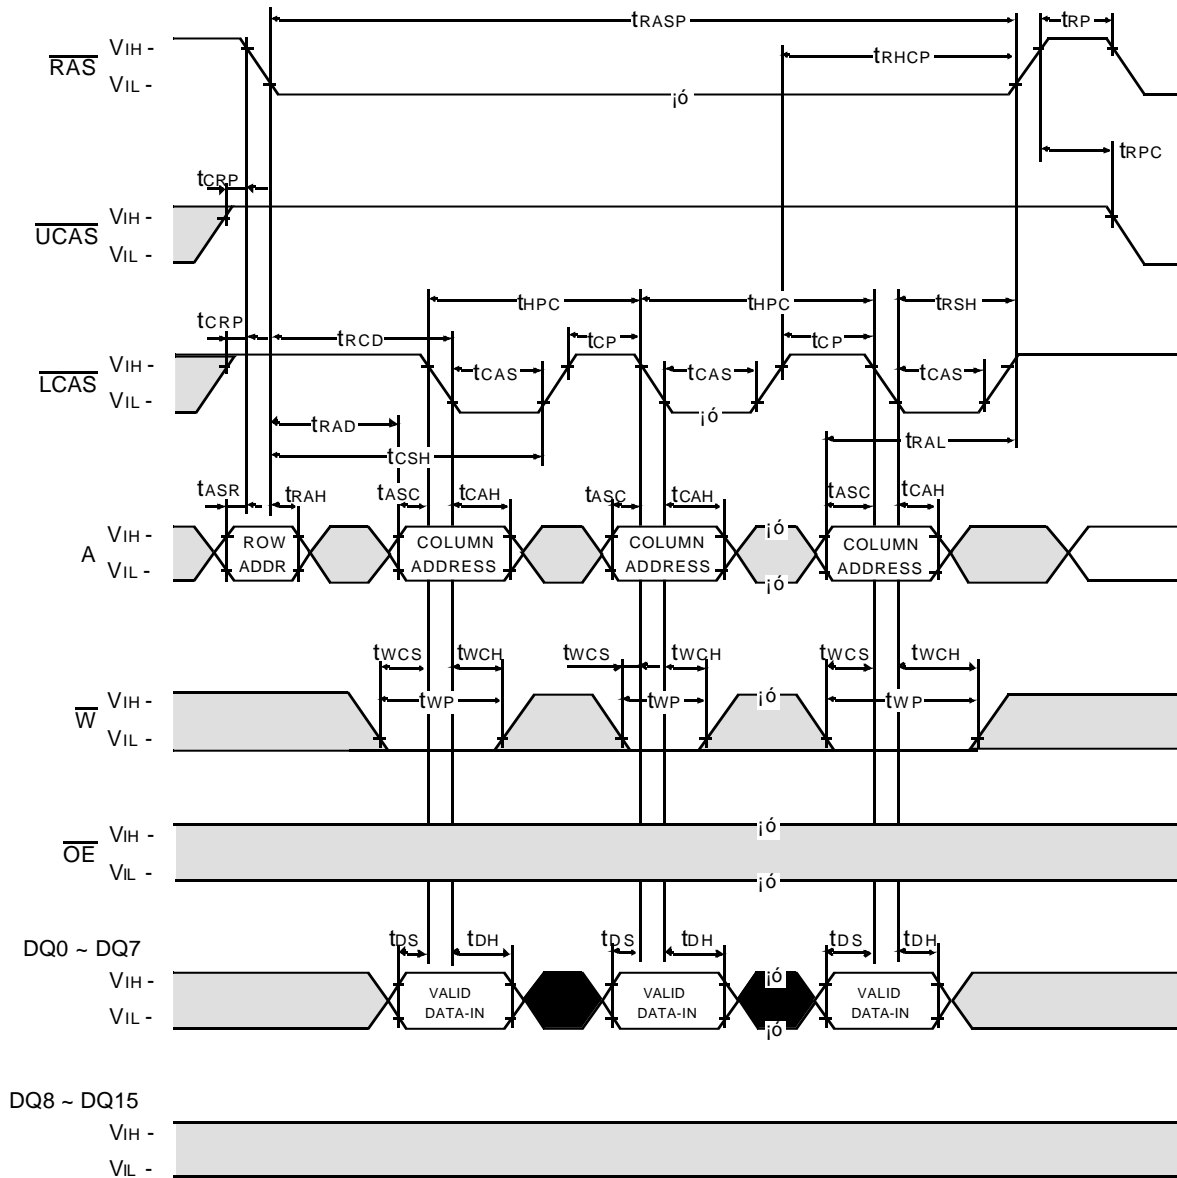 tRASP
tRP
RAS
VIH -
tRHCP
VIL -
¡ó
tRPC
tCRP
UCAS
VIH -
VIL -
tHPC
tHPC
tRSH
tCRP
tRCD
tCP
tCP
LCAS
VIH -
tCAS
tCAS
tCAS
VIL -
¡ó
tRAD
tRAL
tCSH
tASR
tRAH
tASC
tCAH
tASC
tCAH
tASC
tCAH
A
VIH -
VIL -
ROW
ADDR
COLUMN
ADDRESS
COLUMN
ADDRESS
¡ó
¡ó
COLUMN
ADDRESS
tWCS
tWCH
tWCS
tWCH
tWCS
tWCH
W
VIH -
tWP
tWP
¡ó
tWP
VIL -
OE
VIH -
¡ó
VIL -
¡ó
DQ0 ~ DQ7
tDS
tDH
tDS
tDH
tDS
tDH
VIH -
VIL -
VALID
DATA-IN
VALID
DATA-IN
¡ó
¡ó
VALID
DATA-IN
DQ8 ~ DQ15
VIH -
VIL -